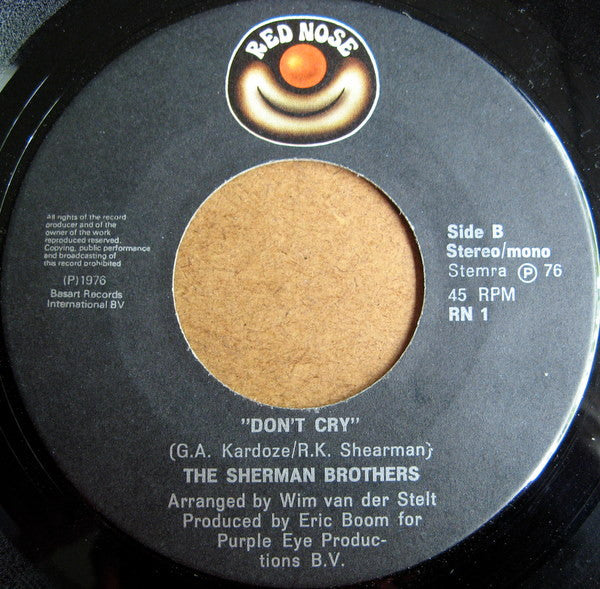 RED NOSE
All rights of the record
producer and of the
owner of the work
reproduced reserved.
Copying, public performance
and broadcasting of
this record prohibited
(P)1976
Basart Records
International BV
Side B
Stereo/mono
Stemra Ⓟ 76
45 RPM
RN 1
"DON'T CRY"
(G.A. Kardoze/R.K. Shearman)
THE SHERMAN BROTHERS
Arranged by Wim van der Stelt
Produced by Eric Boom for
Purple Eye Produc-
tions B.V.